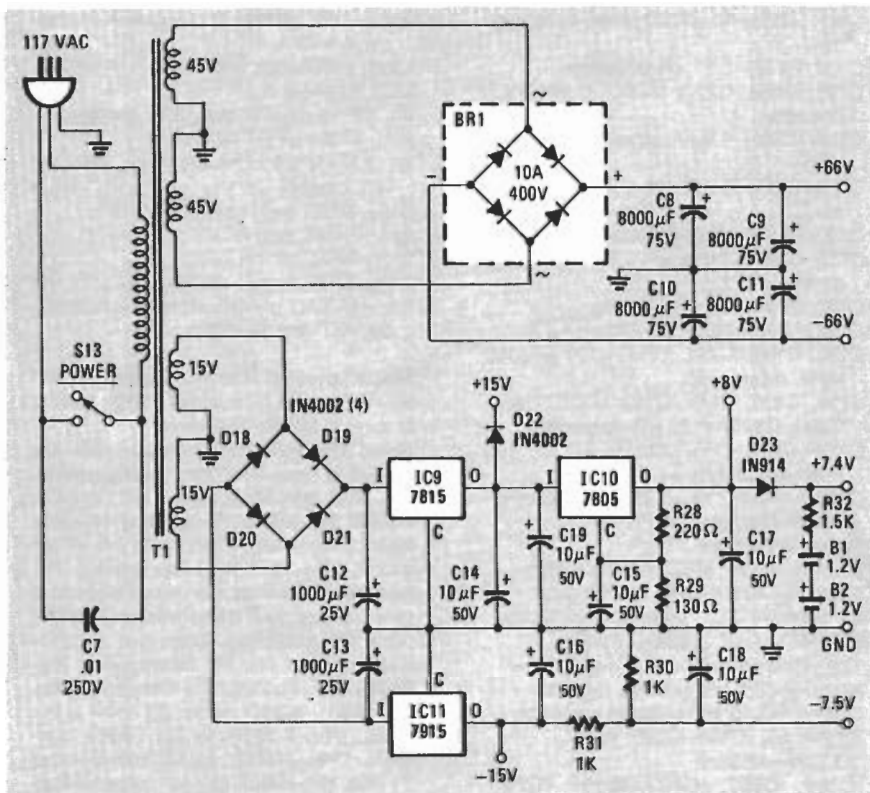 117 VAC
45V
45V
BR1
~
10A
400V
-
+
~
+66V
C8
8000µF
75V
+
C9
8000µF
75V
+
C10
8000µF
75V
+
C11
8000µF
75V
+
-66V
S13
POWER
15V
15V
T1
C7
.01
250V
IN4002 (4)
D18
D19
D20
D21
I
IC9
7815
O
C
+15V
D22
IN4002
I
IC10
7805
O
C
+8V
D23
IN914
+7.4V
R28
220Ω
R29
130Ω
R32
1.5K
+
B1
1.2V
+
B2
1.2V
GND
C12
1000µF
25V
+
C13
1000µF
25V
+
C14
10µF
50V
+
C19
10µF
50V
+
C15
10µF
50V
+
C17
10µF
50V
+
C16
10µF
50V
+
R30
1K
C18
10µF
50V
+
I
IC11
7915
O
C
-15V
R31
1K
-7.5V